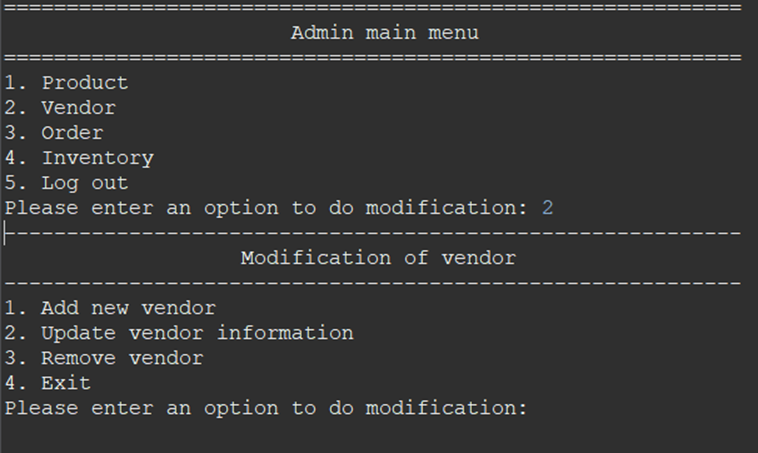 ============================================================
Admin main menu
============================================================
1. Product
2. Vendor
3. Order
4. Inventory
5. Log out
Please enter an option to do modification: 2
------------------------------------------------------------
Modification of vendor
------------------------------------------------------------
1. Add new vendor
2. Update vendor information
3. Remove vendor
4. Exit
Please enter an option to do modification: